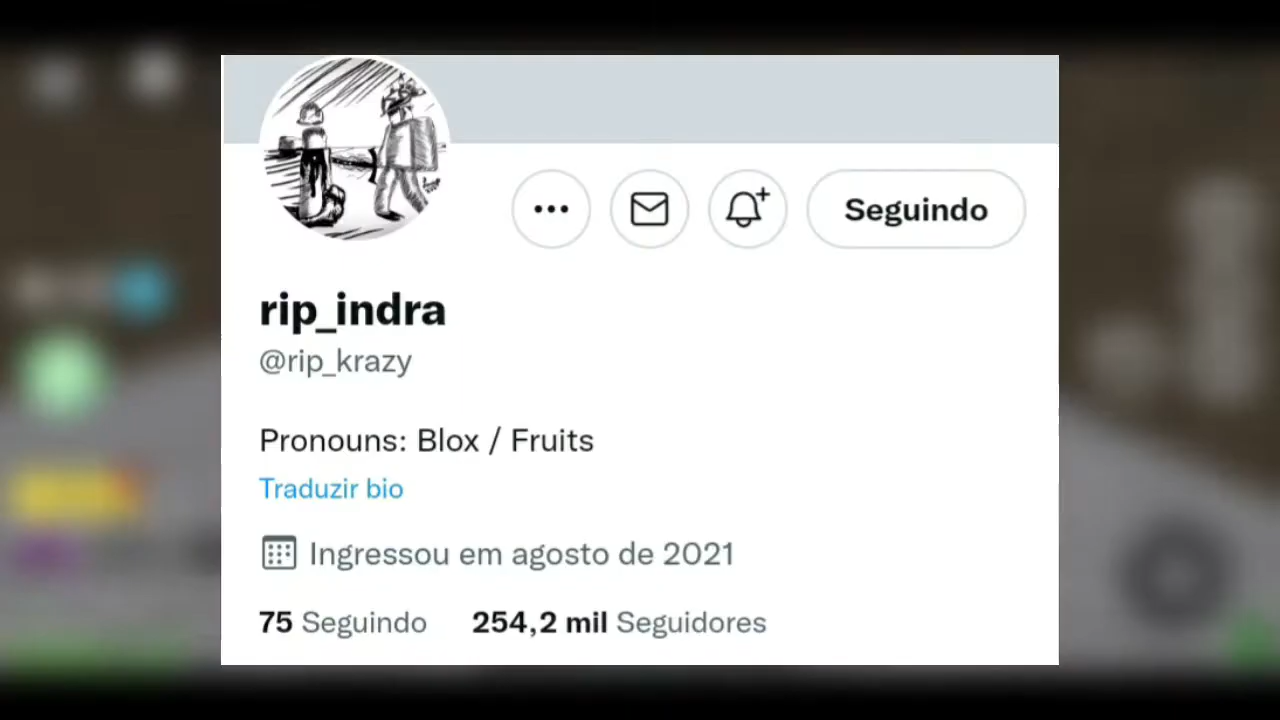 Seguindo
rip_indra
@rip_krazy
Pronouns: Blox / Fruits
Traduzir bio
Ingressou em agosto de 2021
75 Seguindo 254,2 mil Seguidores